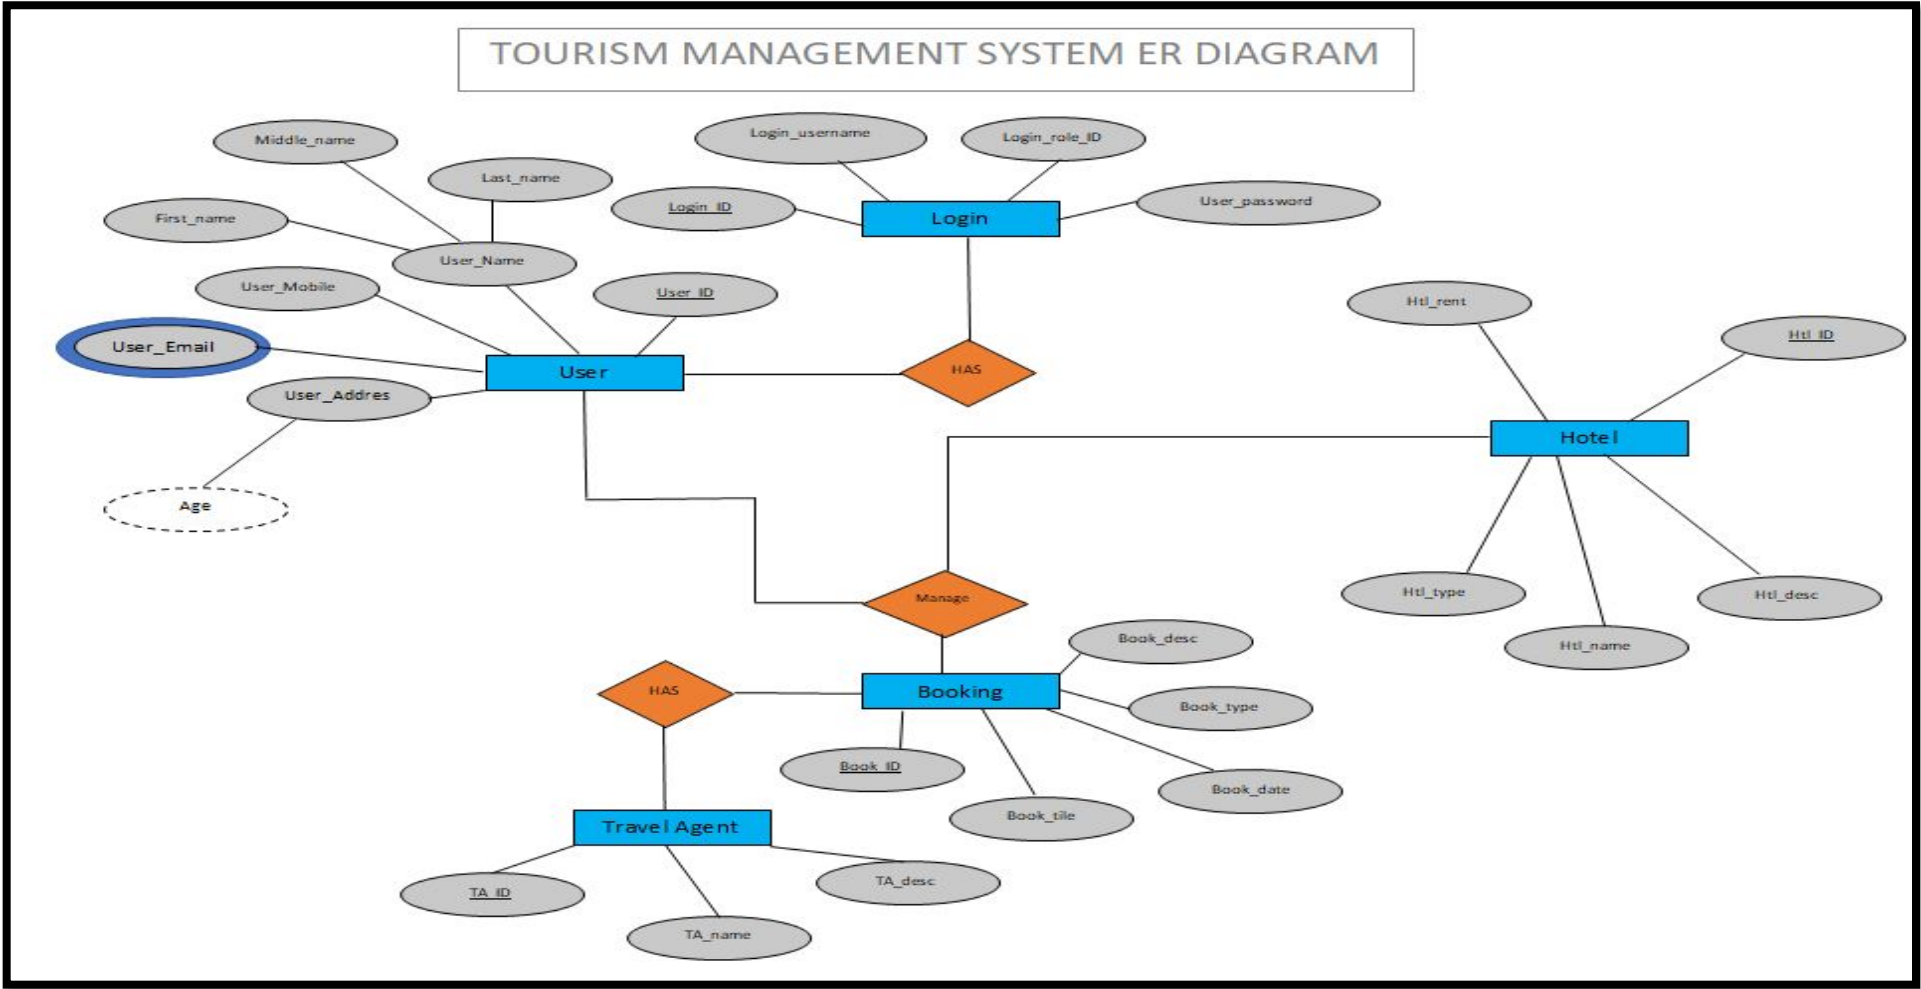 TOURISM MANAGEMENT SYSTEM ER DIAGRAM
Middle_name
Last_name
First_name
User_Name
User_Mobile
User_ID
User_Email
User
User_Addres
Age
Login_username
Login_role_ID
Login_ID
User_password
Login
HAS
Htl_rent
Htl_ID
Hotel
Htl_type
Htl_name
Htl_desc
Manage
Book_desc
HAS
Booking
Book_type
Book_ID
Book_tile
Book_date
Travel Agent
TA_ID
TA_name
TA_desc